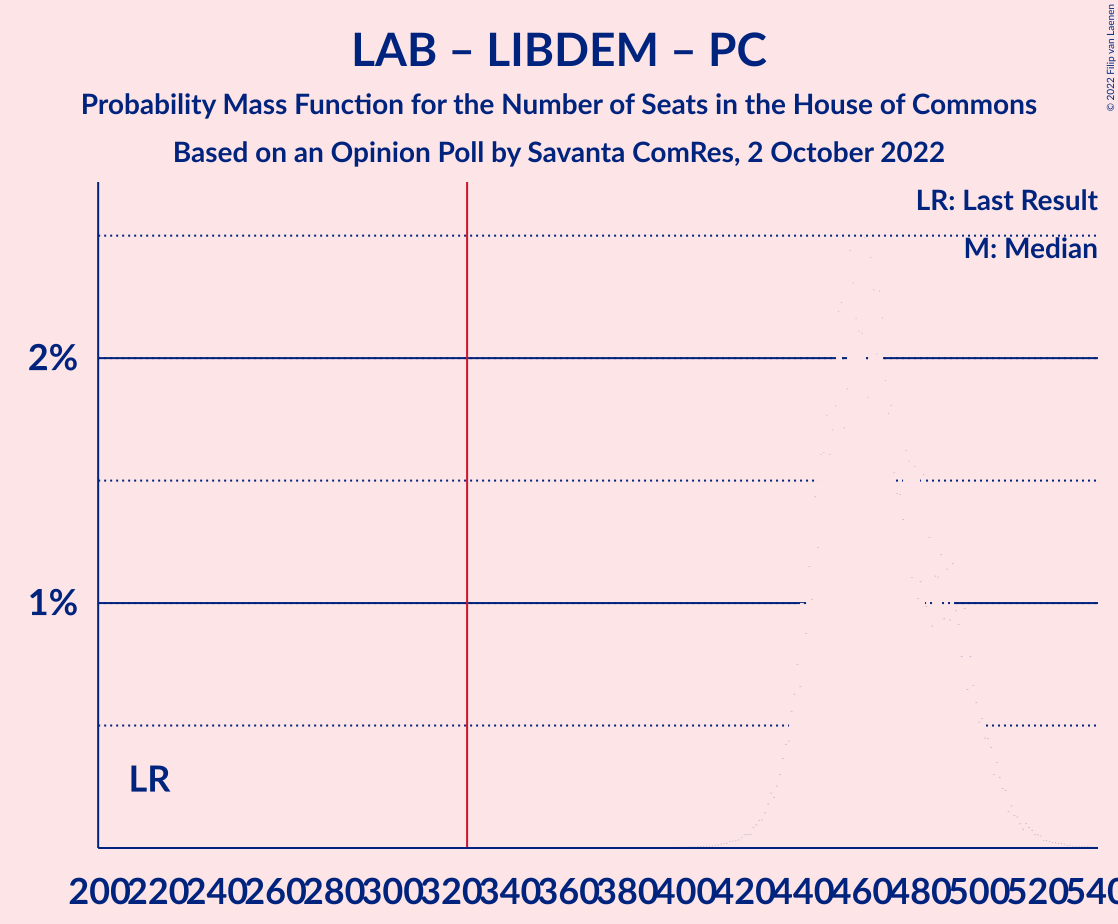 LAB – LIBDEM – PC
Probability Mass Function for the Number of Seats in the House of Commons
Based on an Opinion Poll by Savanta ComRes, 2 October 2022
© 2022 Filip van Laenen
LR: Last Result
M: Median
2%
1%
LR
200 220 240 260 280 300 320 340 360 380 400 420 440 460 480 500 520 540